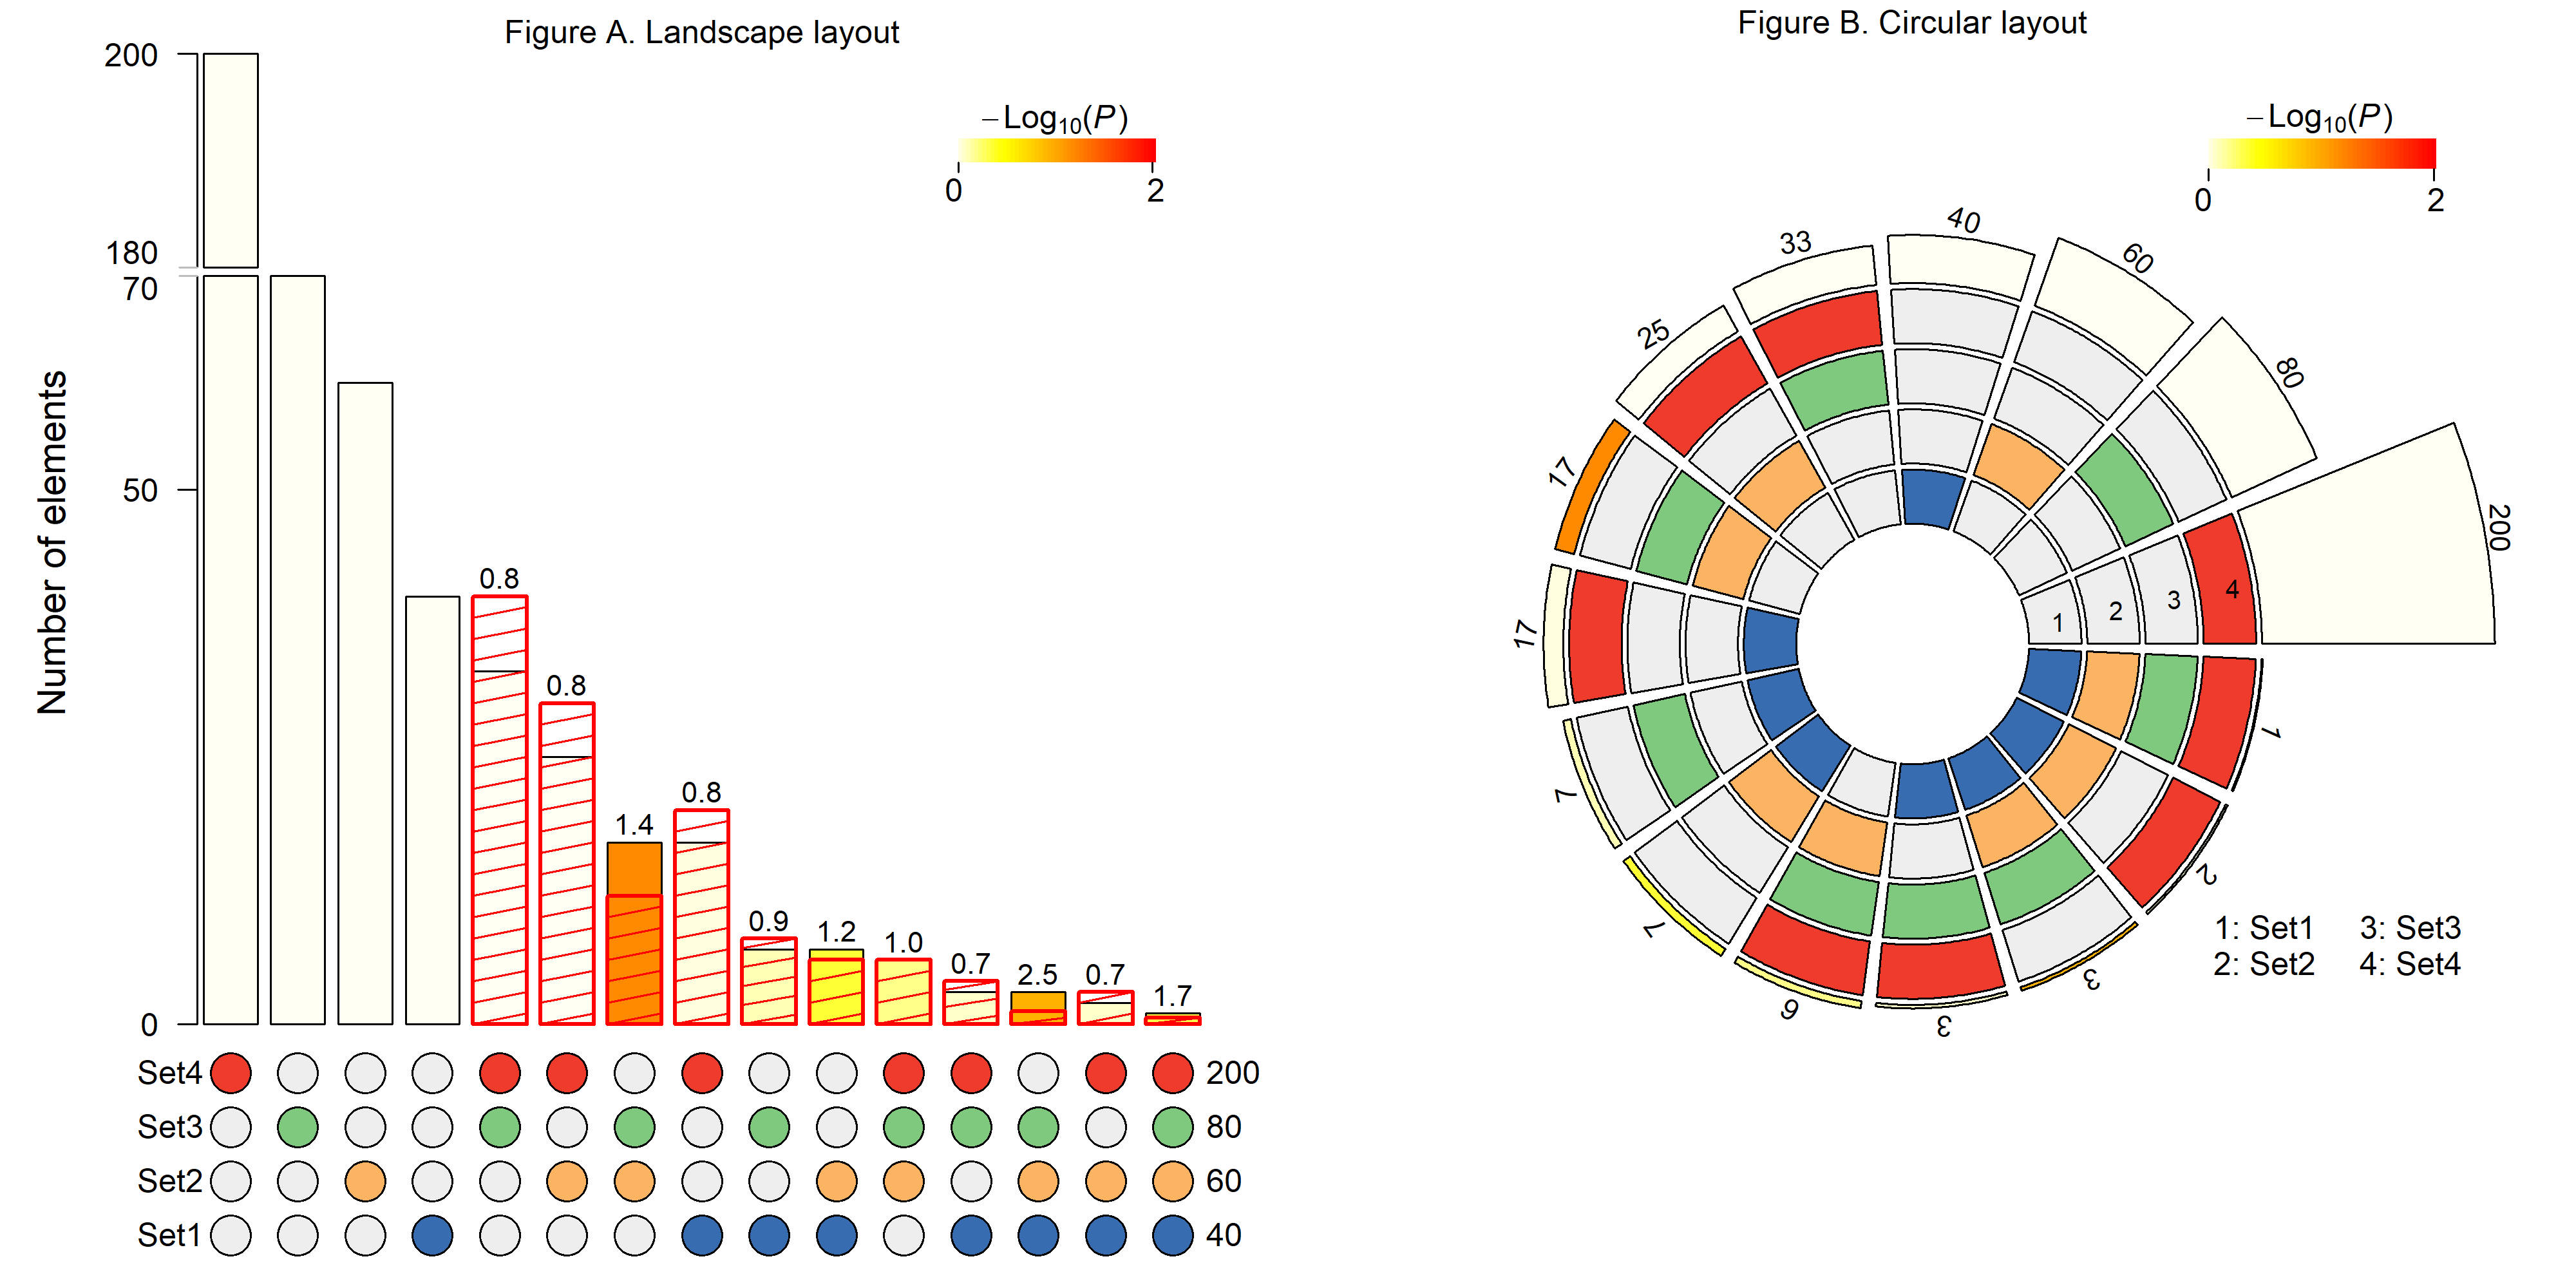 Figure A. Landscape layout
200
180
70
50
0
Number of elements
−Log10(P)
0 2
0.8
0.8
1.4
0.8
0.9
1.2
1.0
0.7
2.5
0.7
1.7
Set4 200
Set3 80
Set2 60
Set1 40
Figure B. Circular layout
−Log10(P)
0 2
200
80
60
40
33
25
17
17
7
7
6
3
3
2
1
1 2 3 4
1: Set1 3: Set3
2: Set2 4: Set4